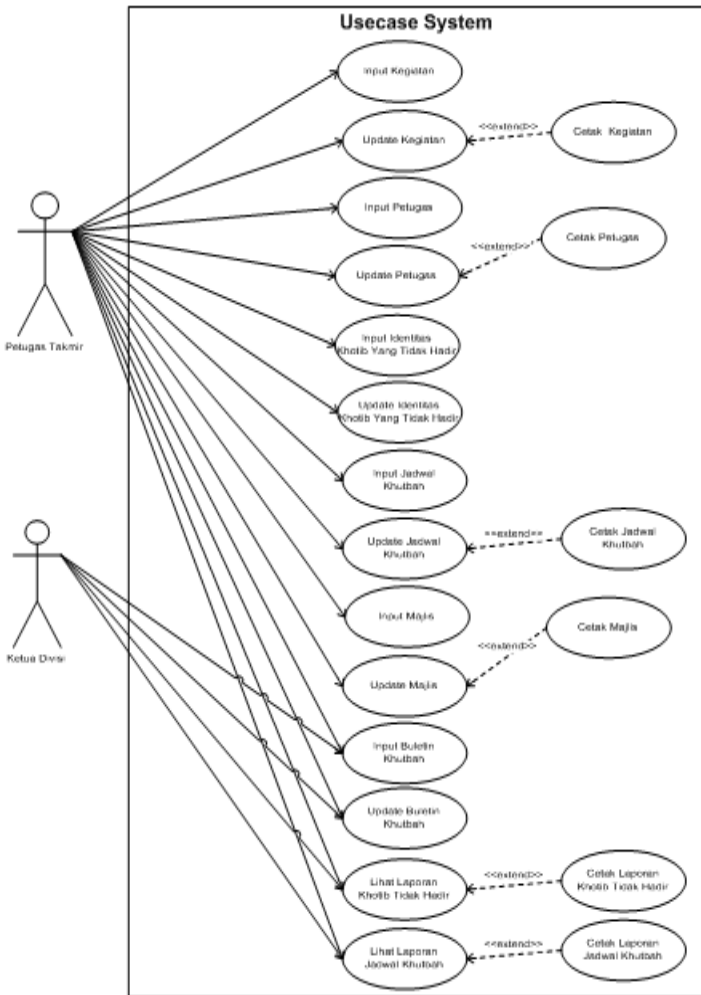 Usecase System
Input Kegiatan
Update Kegiatan
<<extend>>
Cetak Kegiatan
Input Petugas
Update Petugas
<<extend>>
Cetak Petugas
Petugas Takmir
Input Identitas
Khotib Yang Tidak Hadir
Update Identitas
Khotib Yang Tidak Hadir
Input Jadwal
Khutbah
Update Jadwal
Khutbah
<<extend>>
Cetak Jadwal
Khutbah
Ketua Divisi
Input Majlis
Update Majlis
<<extend>>
Cetak Majlis
Input Buletin
Khutbah
Update Buletin
Khutbah
Lihat Laporan
Khotib Tidak Hadir
<<extend>>
Cetak Laporan
Khotib Tidak Hadir
Lihat Laporan
Jadwal Khutbah
<<extend>>
Cetak Laporan
Jadwal Khutbah